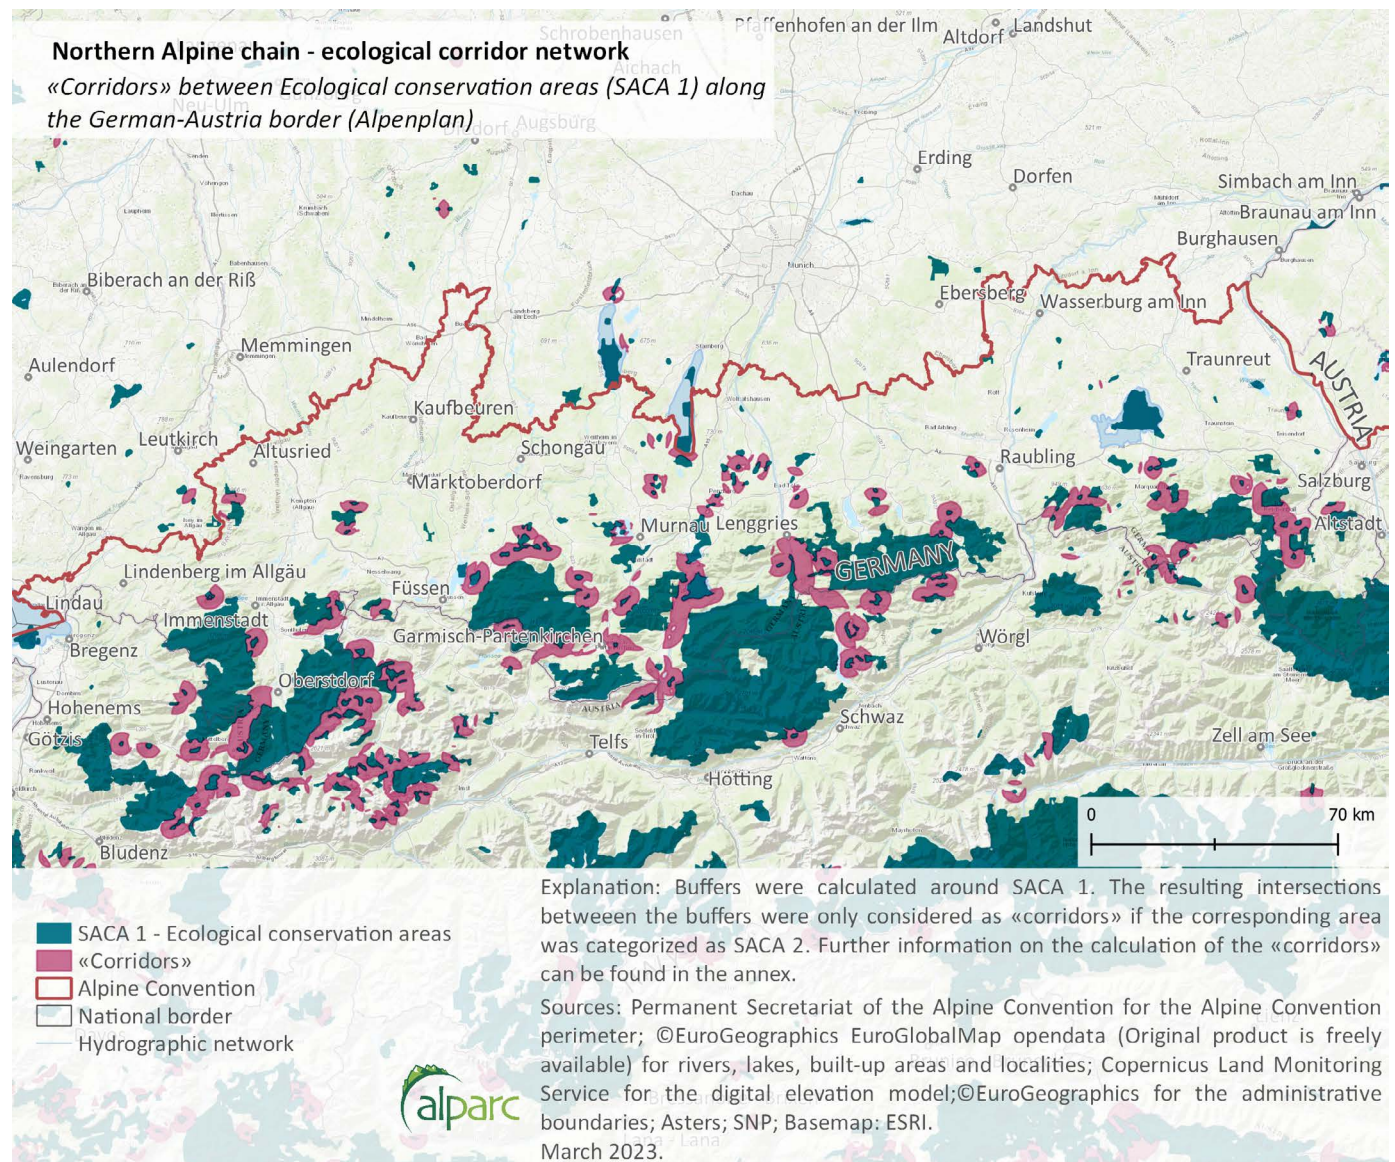 Northern Alpine chain - ecological corridor network
«Corridors» between Ecological conservation areas (SACA 1) along
the German-Austria border (Alpenplan)
Schrobenhausen
Pfaffenhofen an der Ilm
Landshut
Altdorf
Aichach
Neu-Ulm
Augsburg
Erding
Dorfen
Simbach am Inn
Braunau am Inn
Burghausen
Dachau
Munich
Biberach an der Riß
Ebersberg
Wasserburg am Inn
Memmingen
Aulendorf
Traunreut
AUSTRIA
Kaufbeuren
Leutkirch
Weingarten
Altusried
Schongau
Raubling
Marktoberdorf
Salzburg
Murnau
Lenggries
Altstadt
GERMANY
Lindenberg im Allgäu
Füssen
Lindau
Immenstadt
Garmisch-Partenkirchen
Wörgl
Bregenz
Oberstdorf
Hohenems
AUSTRIA
Schwaz
Götzis
Telfs
Zell am See
Hötting
Bludenz
0
70 km
SACA 1 - Ecological conservation areas
«Corridors»
Alpine Convention
National border
Hydrographic network
alparc
Explanation: Buffers were calculated around SACA 1. The resulting intersections
betweeen the buffers were only considered as «corridors» if the corresponding area
was categorized as SACA 2. Further information on the calculation of the «corridors»
can be found in the annex.
Sources: Permanent Secretariat of the Alpine Convention for the Alpine Convention
perimeter; ©EuroGeographics EuroGlobalMap opendata (Original product is freely
available) for rivers, lakes, built-up areas and localities; Copernicus Land Monitoring
Service for the digital elevation model;©EuroGeographics for the administrative
boundaries; Asters; SNP; Basemap: ESRI.
March 2023.